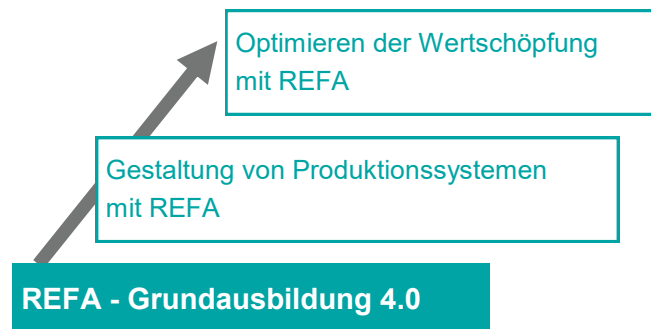 Optimieren der Wertschöpfung
mit REFA
Gestaltung von Produktionssystemen
mit REFA
REFA - Grundausbildung 4.0